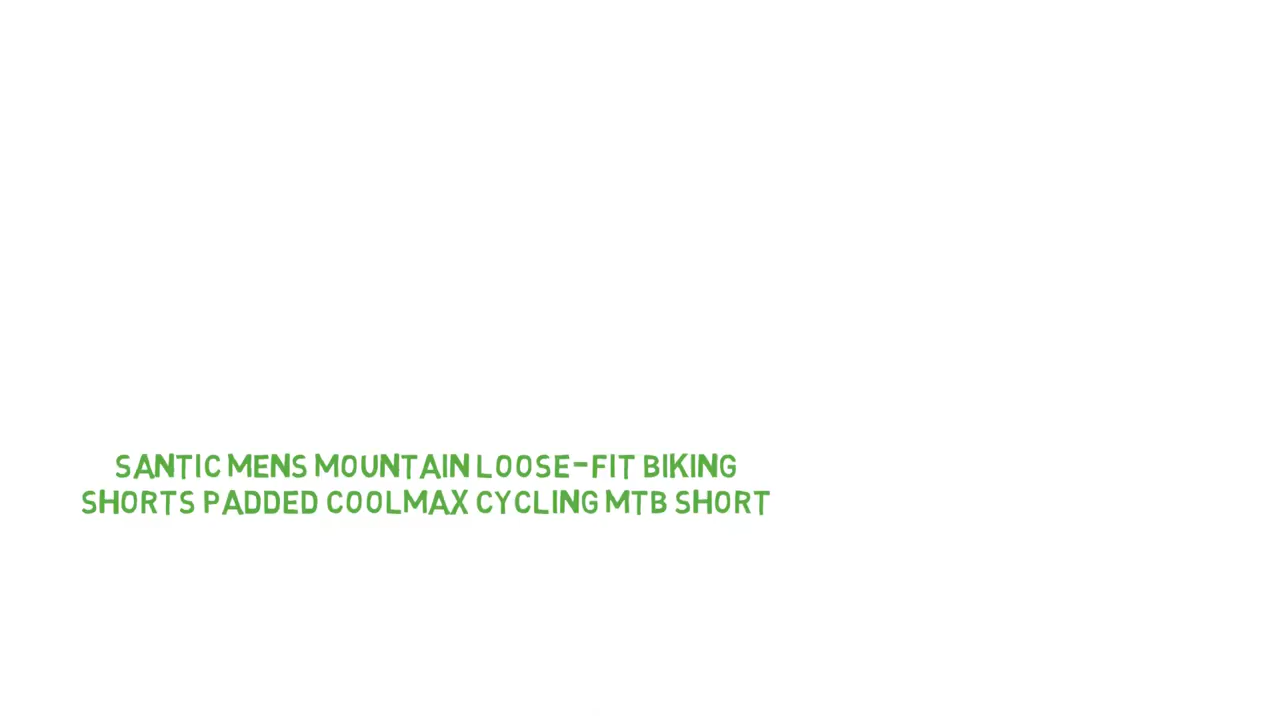 SANTIC MENS MOUNTAIN LOOSE-FIT BIKING
SHORTS PADDED COOLMAX CYCLING MTB SHORT